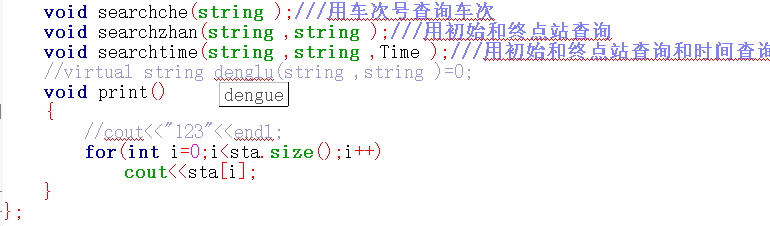 void searchche(string );///用车次号查询车次
void searchzhan(string ,string );///用初始和终点站查询
void searchtime(string ,string ,Time );///用初始和终点站查询和时间查询
//virtual string denglu(string ,string )=0;
void print()
dengue
{
//cout<<"123"<<endl;
for(int i=0;i<sta.size();i++)
cout<<sta[i];
}
};